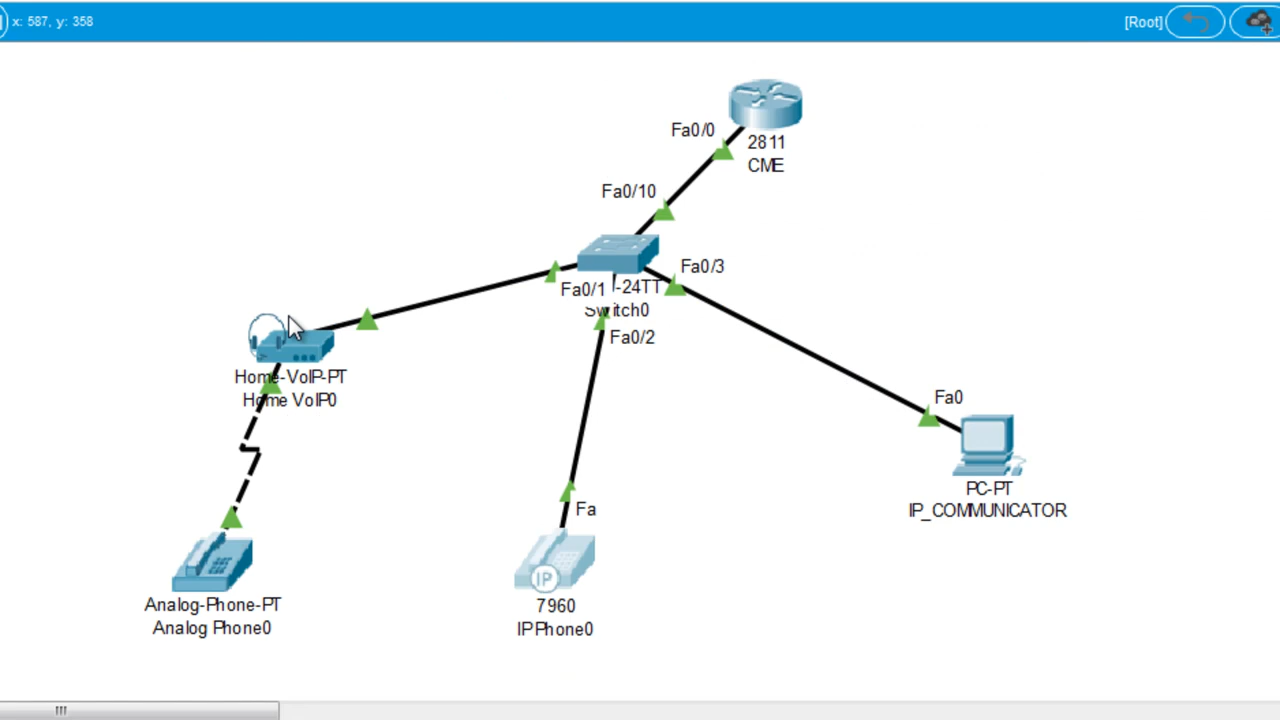 x: 587, y: 358
[Root]
Fa0/0
2811
CME
Fa0/10
Fa0/3
Fa0/1
-24TT
Switch0
Fa0/2
Home-VoIP-PT
Home VoIP0
Fa0
PC-PT
IP_COMMUNICATOR
Fa
IP
7960
IPPhone0
Analog-Phone-PT
Analog Phone0